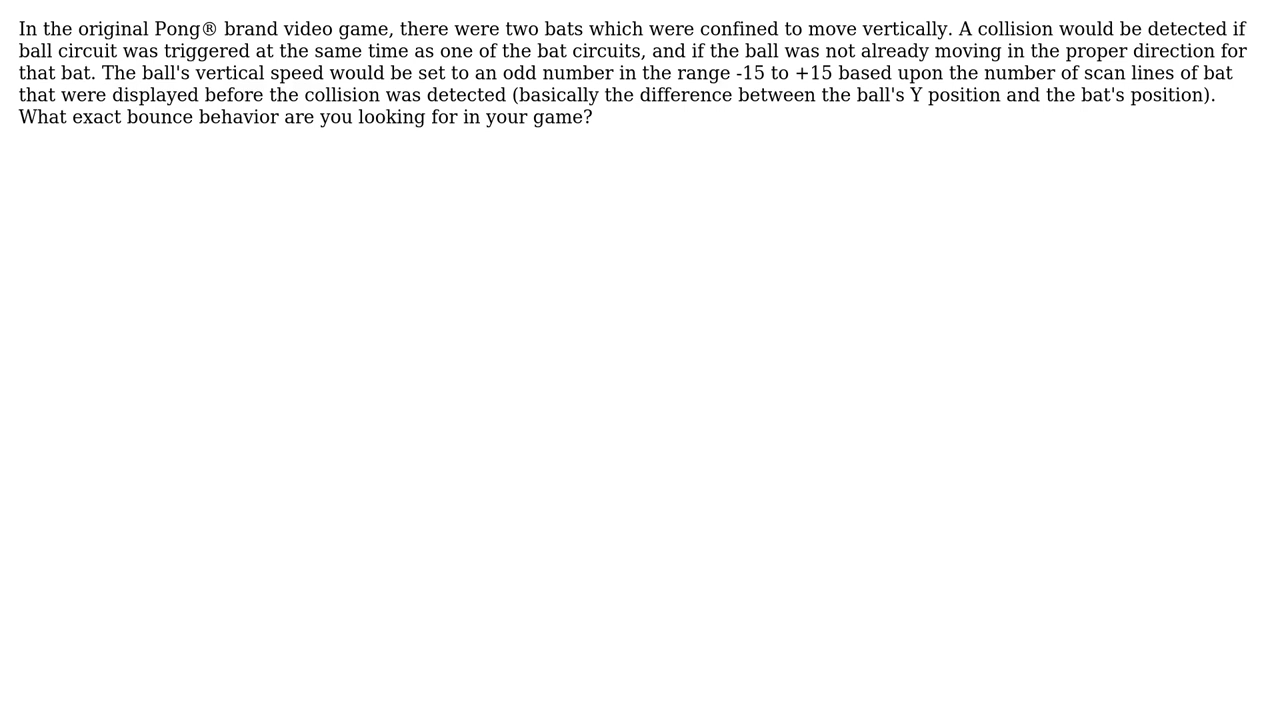 In the original Pong® brand video game, there were two bats which were confined to move vertically. A collision would be detected if
ball circuit was triggered at the same time as one of the bat circuits, and if the ball was not already moving in the proper direction for
that bat. The ball's vertical speed would be set to an odd number in the range -15 to +15 based upon the number of scan lines of bat
that were displayed before the collision was detected (basically the difference between the ball's Y position and the bat's position).
What exact bounce behavior are you looking for in your game?